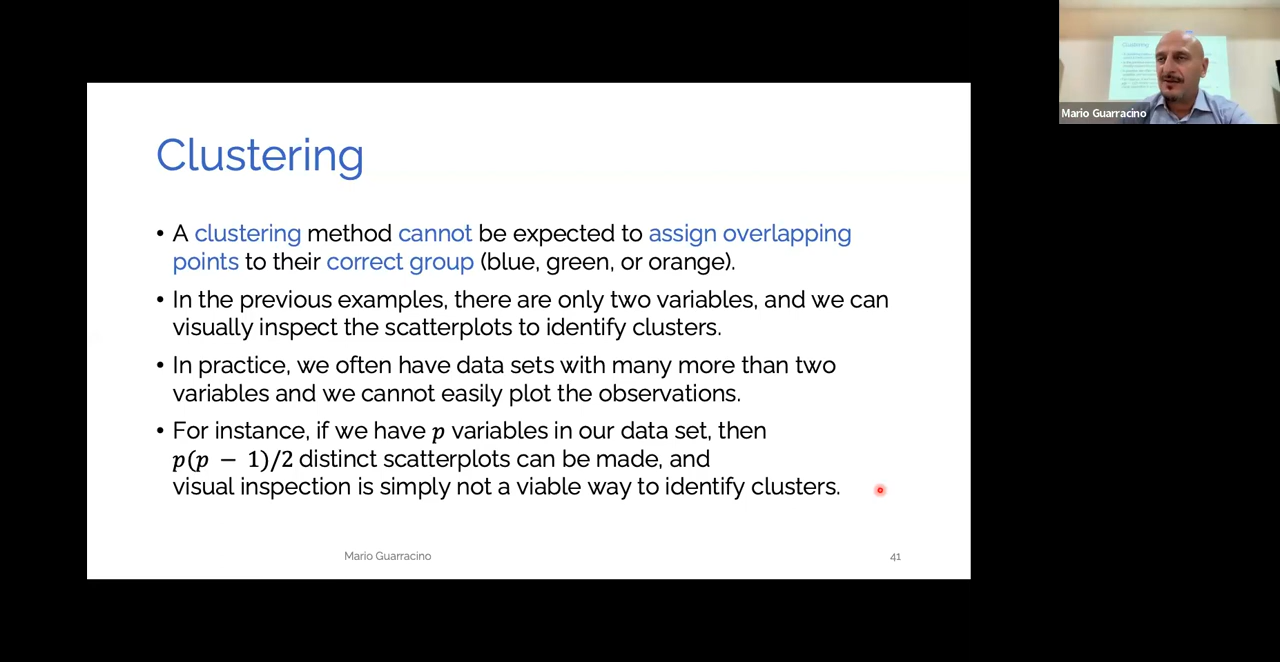 Clustering
• A clustering method cannot be expected to assign overlapping
points to their correct group (blue, green, or orange).
• In the previous examples, there are only two variables, and we can
visually inspect the scatterplots to identify clusters.
• In practice, we often have data sets with many more than two
variables and we cannot easily plot the observations.
• For instance, if we have p variables in our data set, then
p(p − 1)/2 distinct scatterplots can be made, and
visual inspection is simply not a viable way to identify clusters.
Mario Guarracino
41
Mario Guarracino